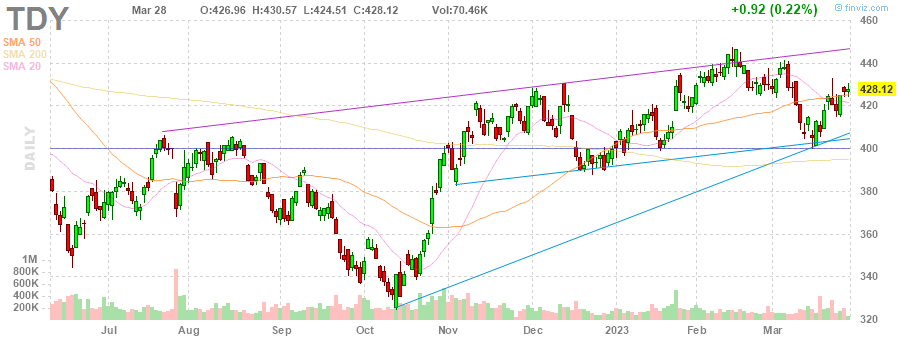 TDY
Mar 28 O:426.96 H:430.57 L:424.51 C:428.12 Vol:70.46K +0.92 (0.22%)
© finviz.com
SMA 50
SMA 200
SMA 20
DAILY
460
440
428.12
420
400
380
360
340
320
1M
800K
600K
400K
200K
Jul Aug Sep Oct Nov Dec 2023 Feb Mar